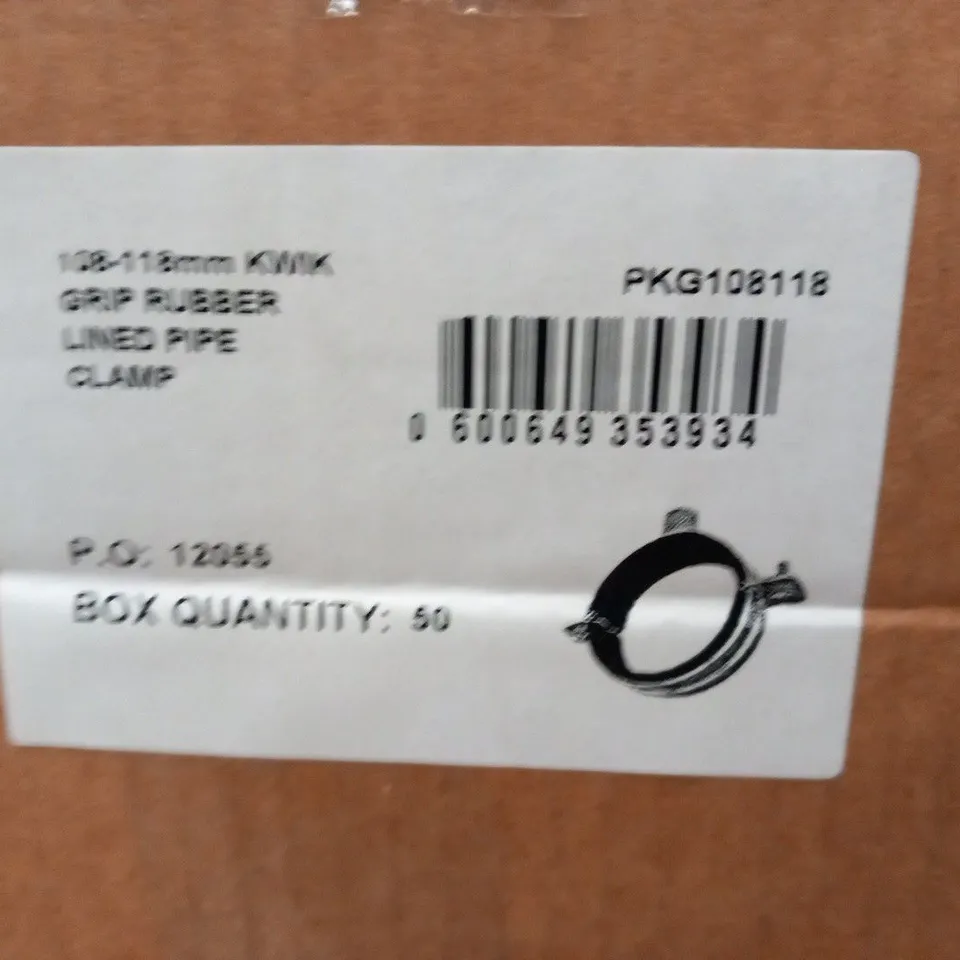 108-118mm KWIK
GRIP RUBBER
LINED PIPE
CLAMP
PKG108118
0 600649 353934
P.O: 12055
BOX QUANTITY: 50